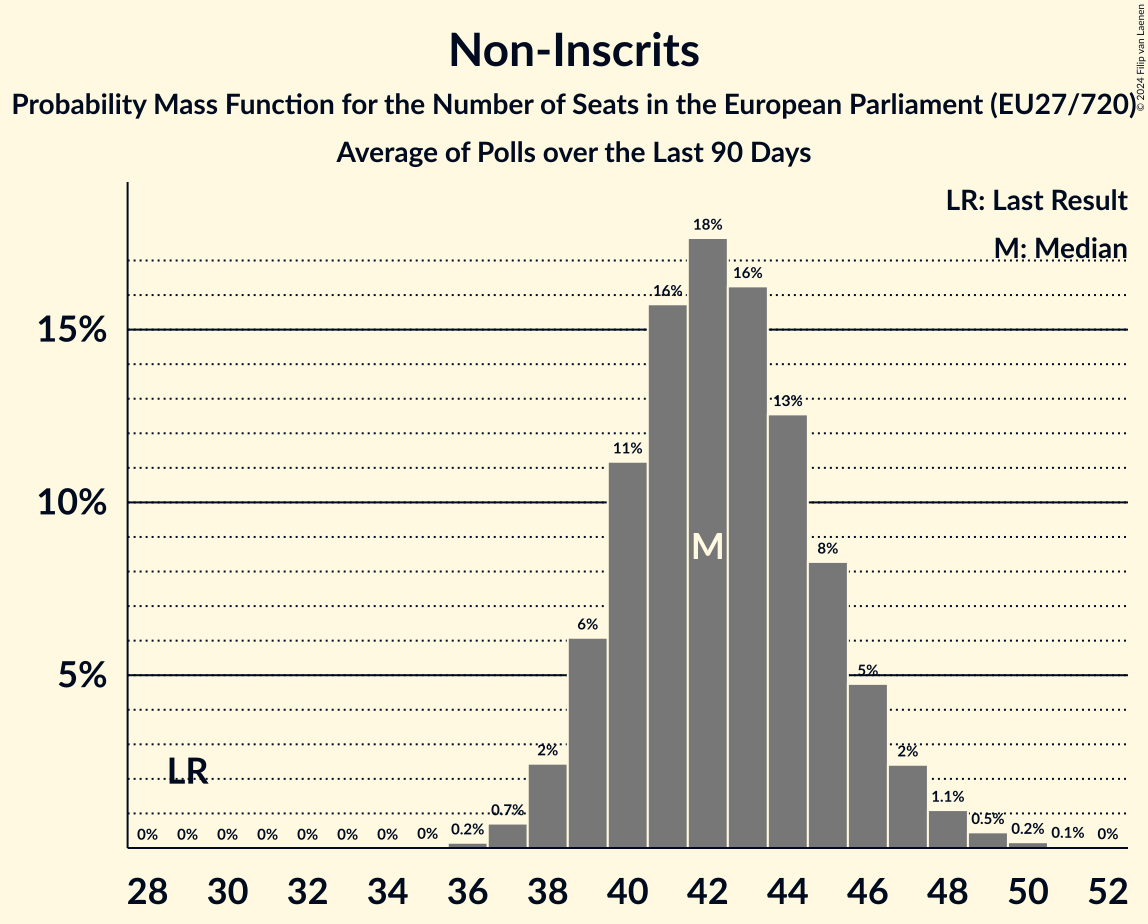 Non-Inscrits
Probability Mass Function for the Number of Seats in the European Parliament (EU27/720)
Average of Polls over the Last 90 Days
© 2024 Filip van Laenen
LR: Last Result
M: Median
15%
10%
5%
0% 0% 0% 0% 0% 0% 0% 0% 0.2% 0.7% 2% 6% 11% 16% 18% 16% 13% 8% 5% 2% 1.1% 0.5% 0.2% 0.1% 0%
LR
M
28 30 32 34 36 38 40 42 44 46 48 50 52